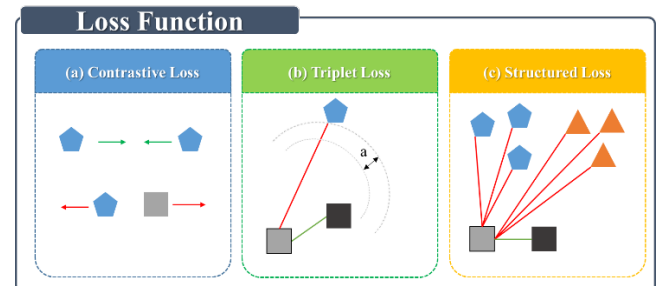 Loss Function
(a) Contrastive Loss
(b) Triplet Loss
(c) Structured Loss
a